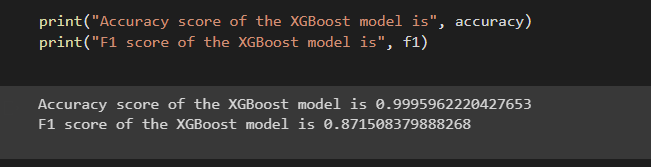 print("Accuracy score of the XGBoost model is", accuracy)
print("F1 score of the XGBoost model is", f1)
Accuracy score of the XGBoost model is 0.9995962220427653
F1 score of the XGBoost model is 0.871508379888268